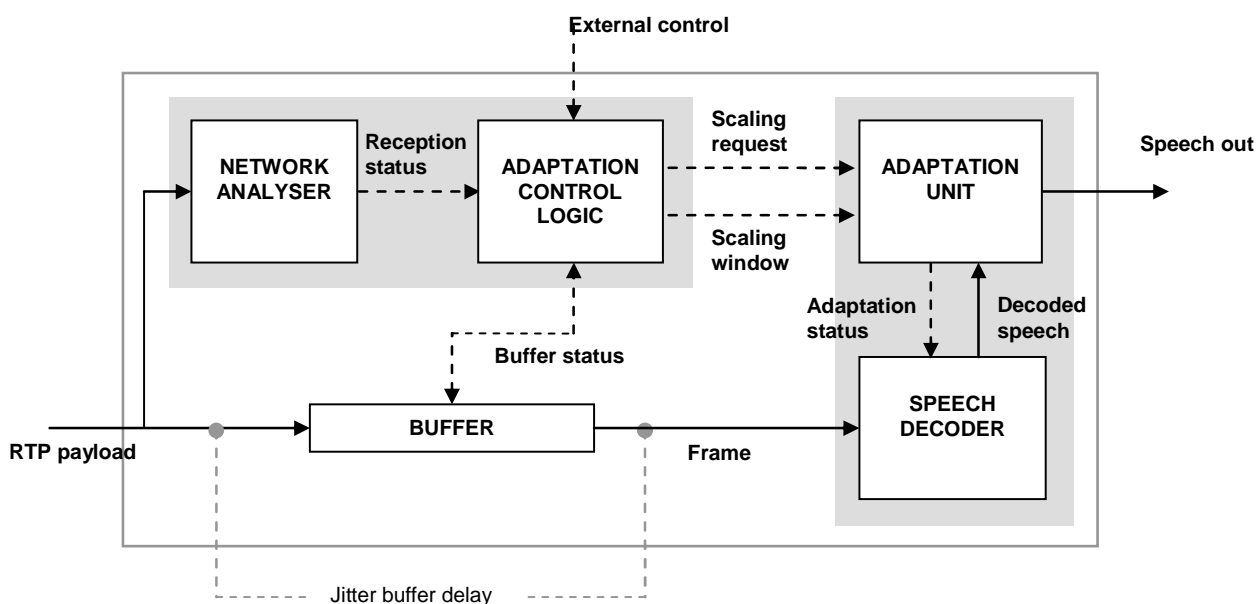 External control
NETWORK
ANALYSER
Reception
status
ADAPTATION
CONTROL
LOGIC
Scaling
request
Scaling
window
ADAPTATION
UNIT
Speech out
Adaptation
status
Decoded
speech
Buffer status
RTP payload
BUFFER
Frame
SPEECH
DECODER
Jitter buffer delay